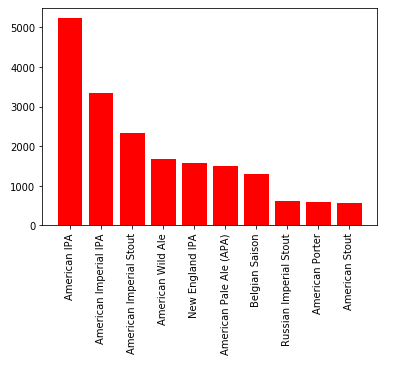 5000
4000
3000
2000
1000
0
American IPA
American Imperial IPA
American Imperial Stout
American Wild Ale
New England IPA
American Pale Ale (APA)
Belgian Saison
Russian Imperial Stout
American Porter
American Stout